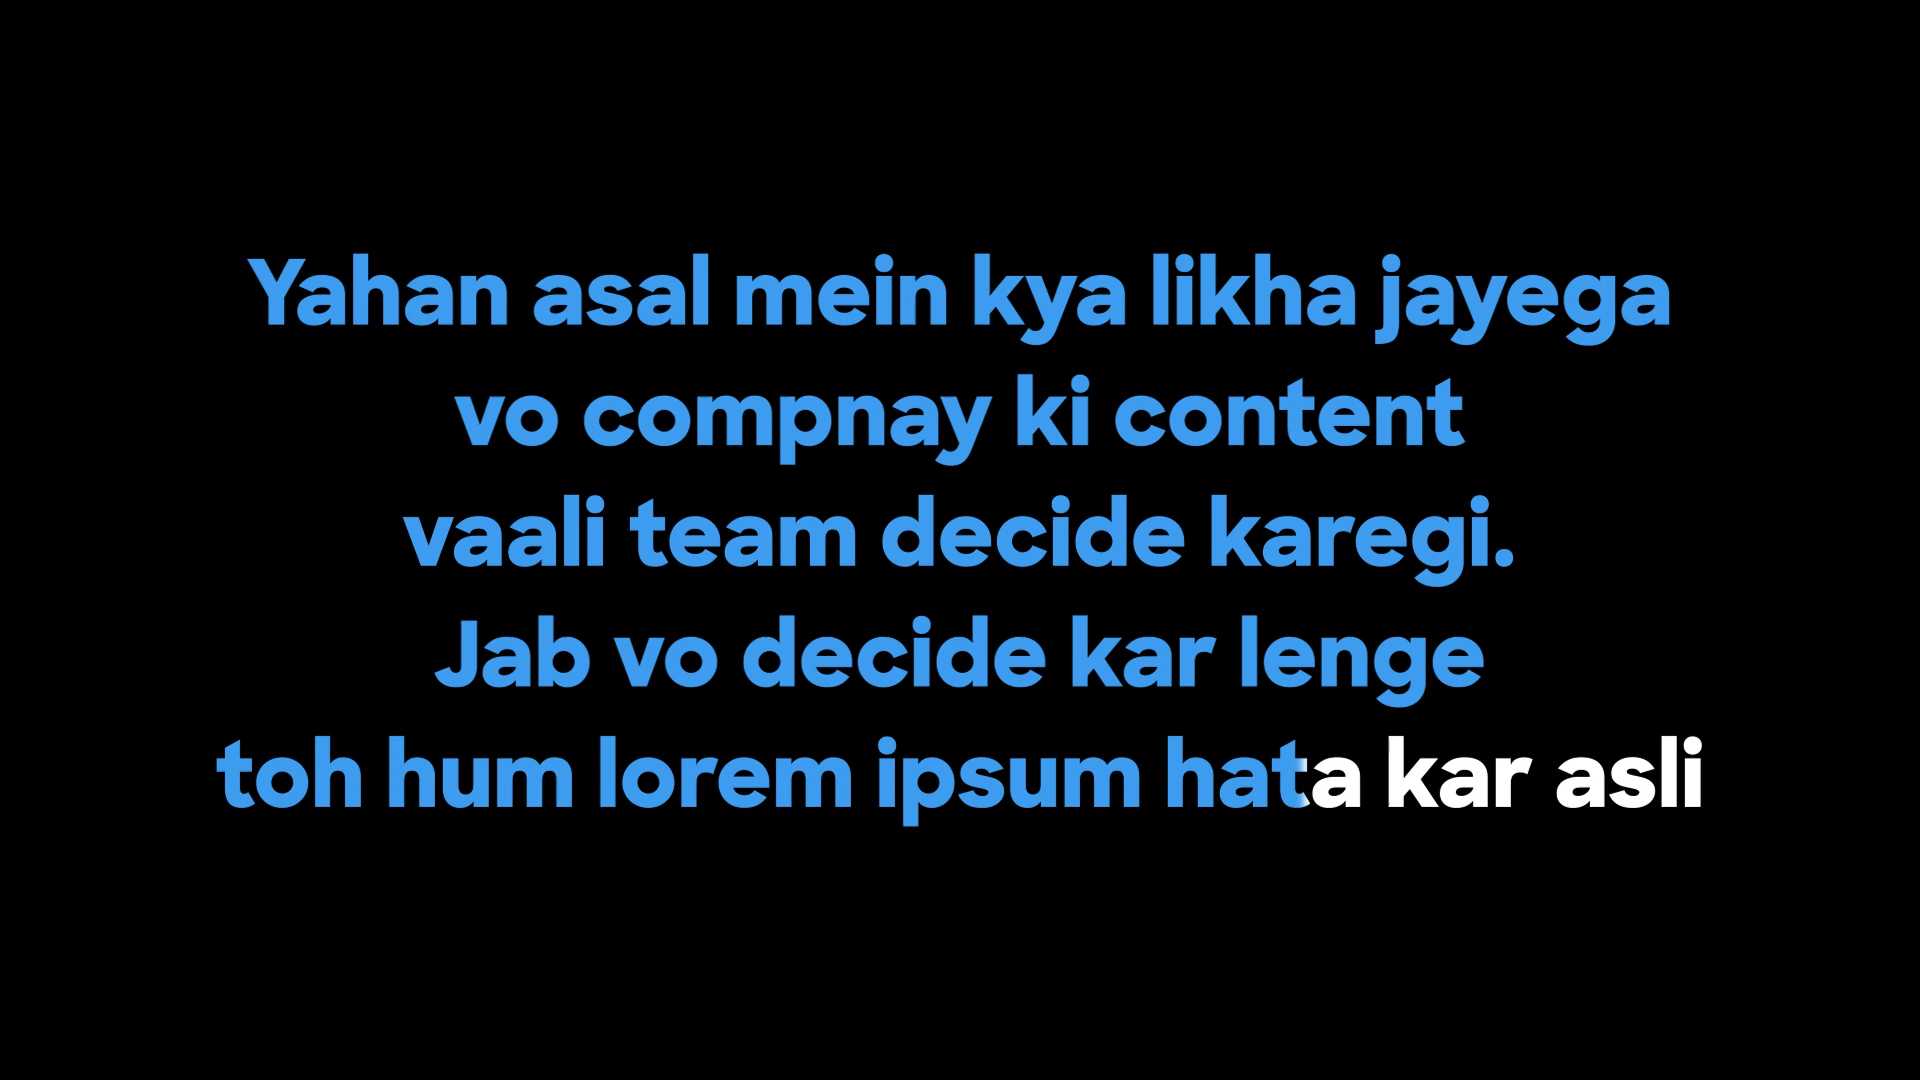 Yahan asal mein kya likha jayega
vo compnay ki content
vaali team decide karegi.
Jab vo decide kar lenge
toh hum lorem ipsum hata kar asli